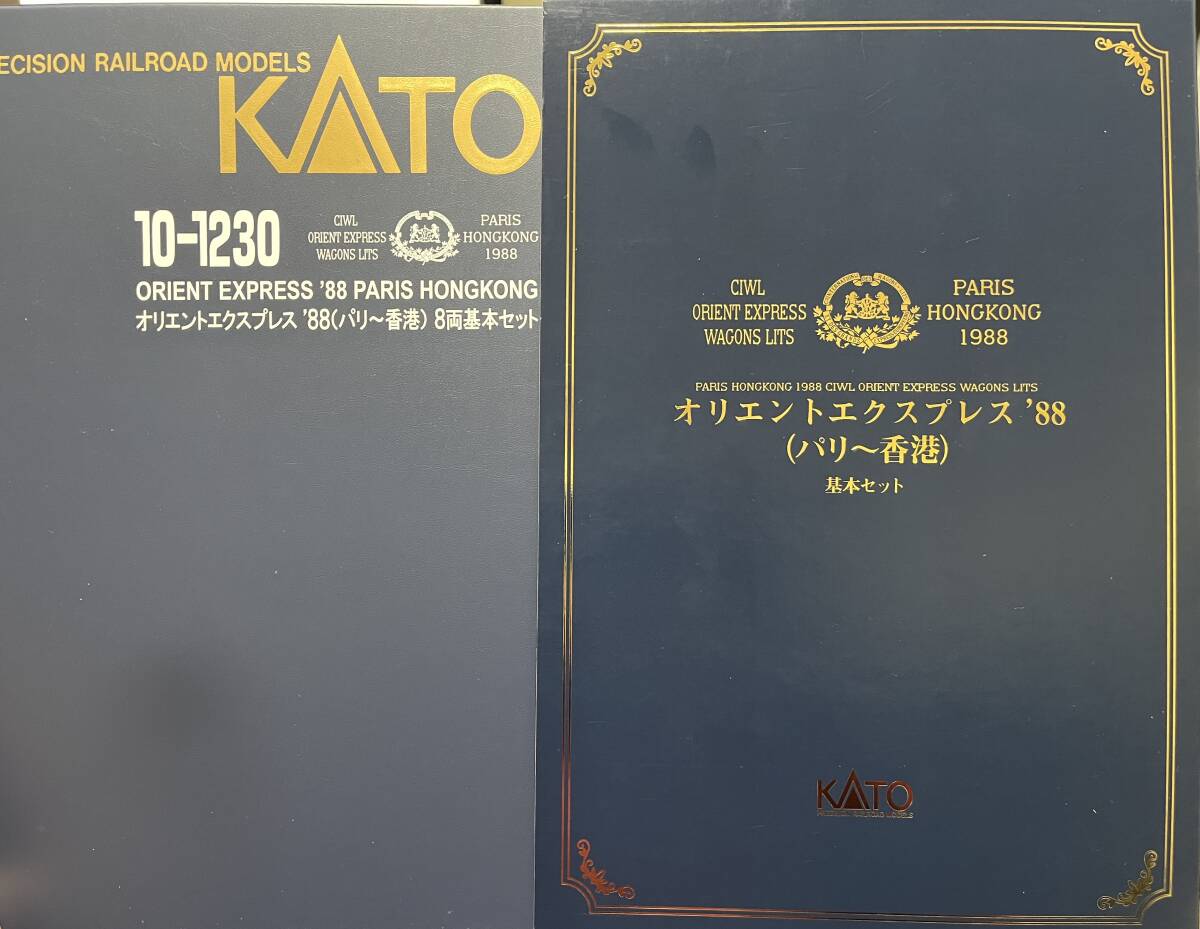 ECISION RAILROAD MODELS
KATO
10-1230
CIWL
ORIENT EXPRESS
WAGONS LITS
PARIS
HONGKONG
1988
ORIENT EXPRESS '88 PARIS HONGKONG
オリエントエクスプレス '88(パリ～香港) 8両基本セット
CIWL
ORIENT EXPRESS
WAGONS LITS
PARIS
HONGKONG
1988
PARIS HONGKONG 1988 CIWL ORIENT EXPRESS WAGONS LITS
オリエントエクスプレス '88
(パリ～香港)
基本セット
KATO
PRECISION RAILROAD MODELS